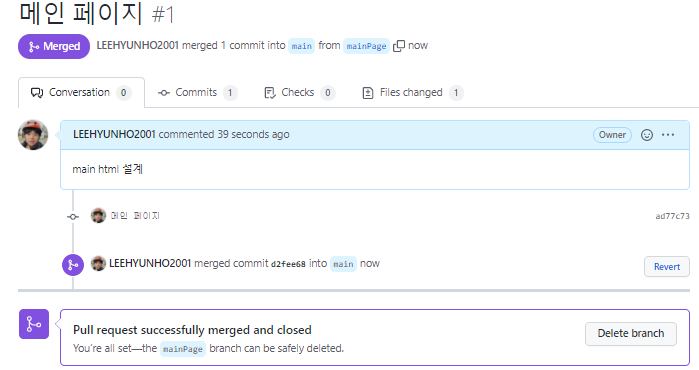 메인 페이지 #1
Merged LEEHYUNHO2001 merged 1 commit into main from mainPage now
Conversation 0 Commits 1 Checks 0 Files changed 1
LEEHYUNHO2001 commented 39 seconds ago Owner
main html 설계
메인 페이지 ad77c73
LEEHYUNHO2001 merged commit d2fee68 into main now Revert
Pull request successfully merged and closed
You're all set—the mainPage branch can be safely deleted.
Delete branch